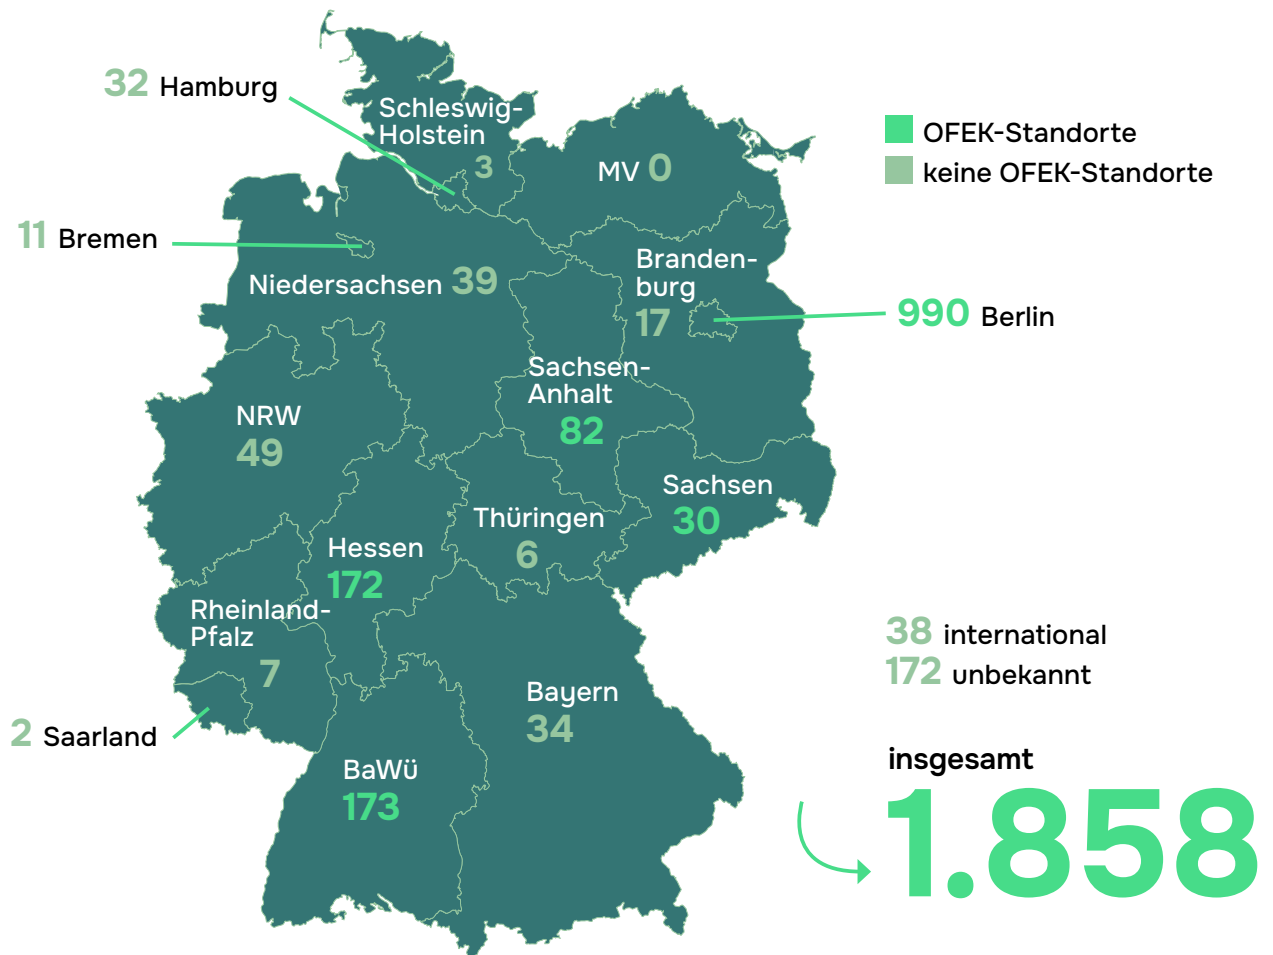 32 Hamburg
Schleswig-
Holstein
3
MV 0
OFEK-Standorte
keine OFEK-Standorte
11 Bremen
Niedersachsen 39
Branden-
burg
17
990 Berlin
Sachsen-
Anhalt
82
NRW
49
Sachsen
30
Thüringen
6
Hessen
172
Rheinland-
Pfalz
7
2 Saarland
Bayern
34
BaWü
173
38 international
172 unbekannt
insgesamt
1.858